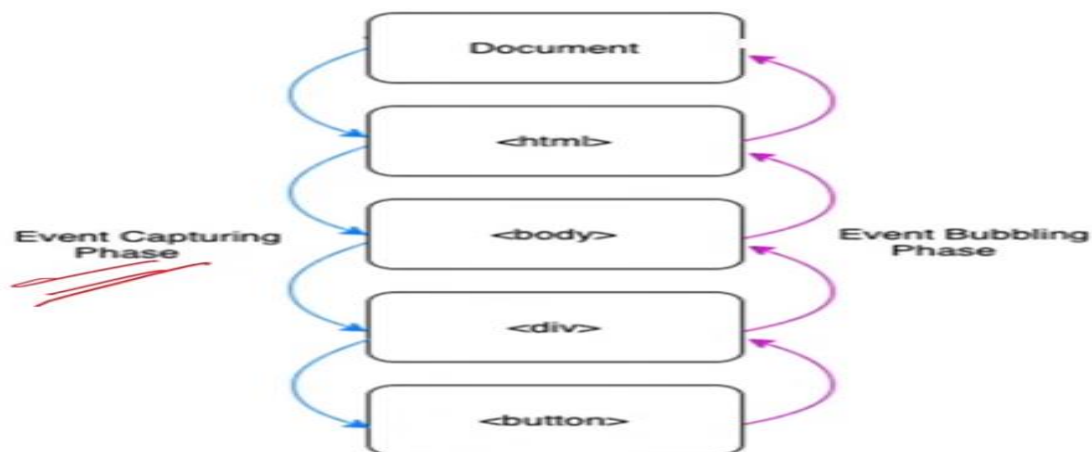 Document
<html>
<body>
<div>
<button>
Event Capturing
Phase
Event Bubbling
Phase